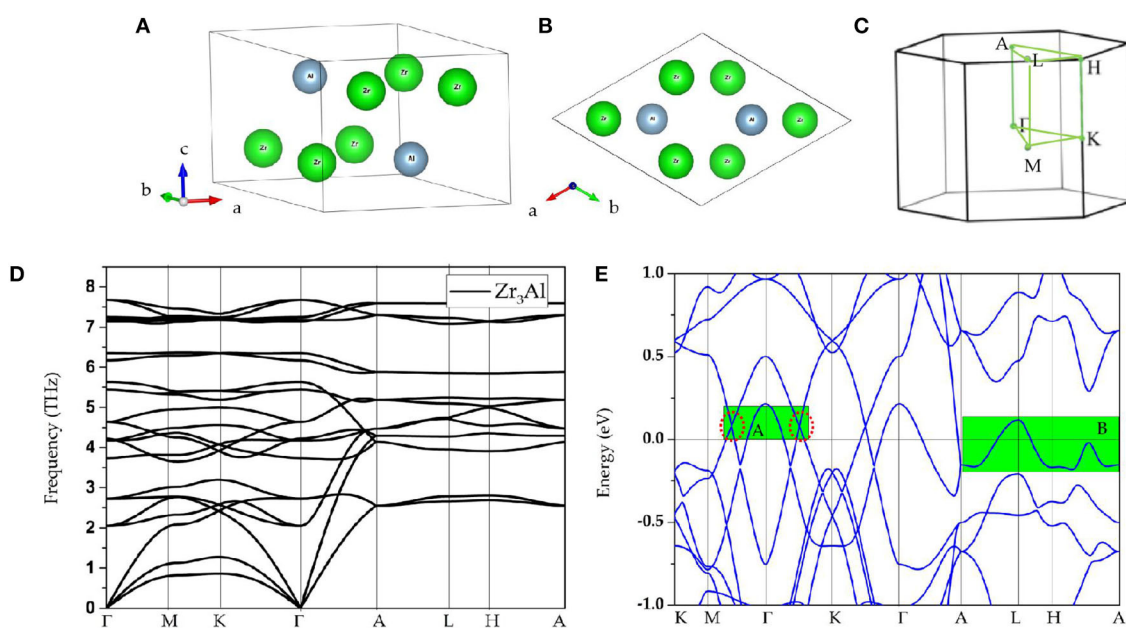 A
B
C
Al
Zr
Zr
Zr
Zr
Zr
Zr
Al
c
b
a
Zr
Zr
Zr
Al
Al
Zr
Zr
Zr
a
b
A
L
H
Γ
K
M
D
Zr₃Al
Frequency (THz)
8
7
6
5
4
3
2
1
0
Γ M K Γ A L H A
E
Energy (eV)
1.0
0.5
0.0
-0.5
-1.0
A
B
K M Γ K Γ A L H A